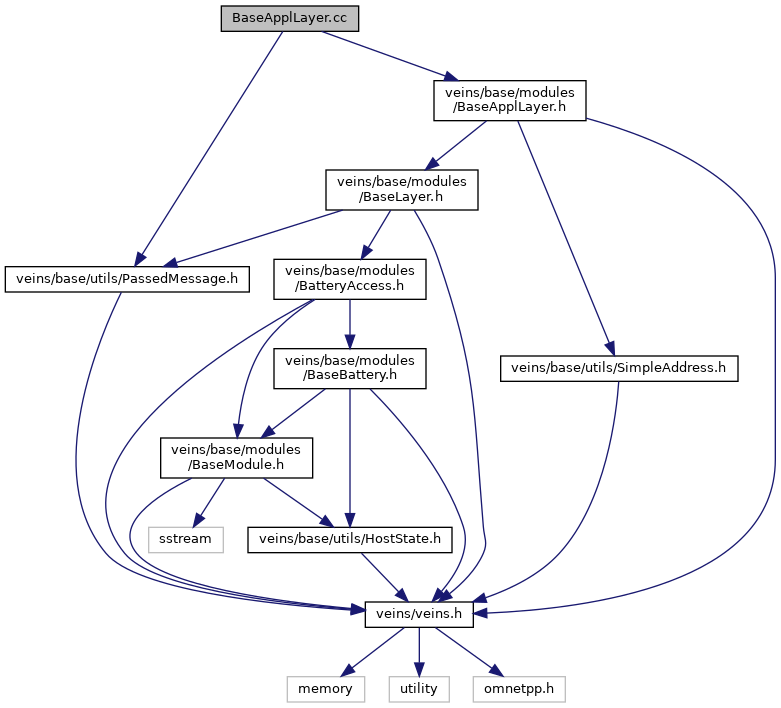 BaseApplLayer.cc
veins/base/modules
/BaseApplLayer.h
veins/base/modules
/BaseLayer.h
veins/base/utils/PassedMessage.h
veins/base/modules
/BatteryAccess.h
veins/base/modules
/BaseBattery.h
veins/base/utils/SimpleAddress.h
veins/base/modules
/BaseModule.h
sstream
veins/base/utils/HostState.h
veins/veins.h
memory
utility
omnetpp.h